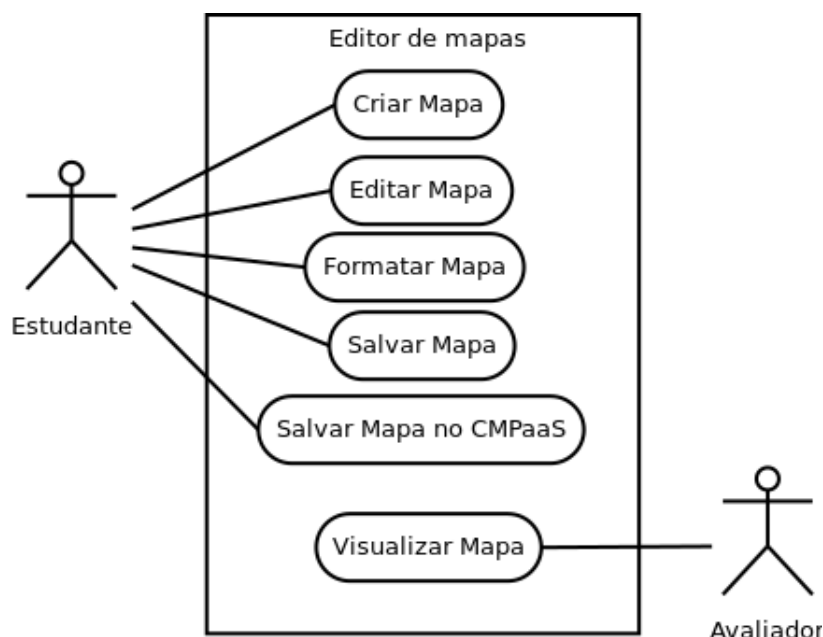 Editor de mapas
Criar Mapa
Editar Mapa
Formatar Mapa
Estudante
Salvar Mapa
Salvar Mapa no CMPaaS
Visualizar Mapa
Avaliador